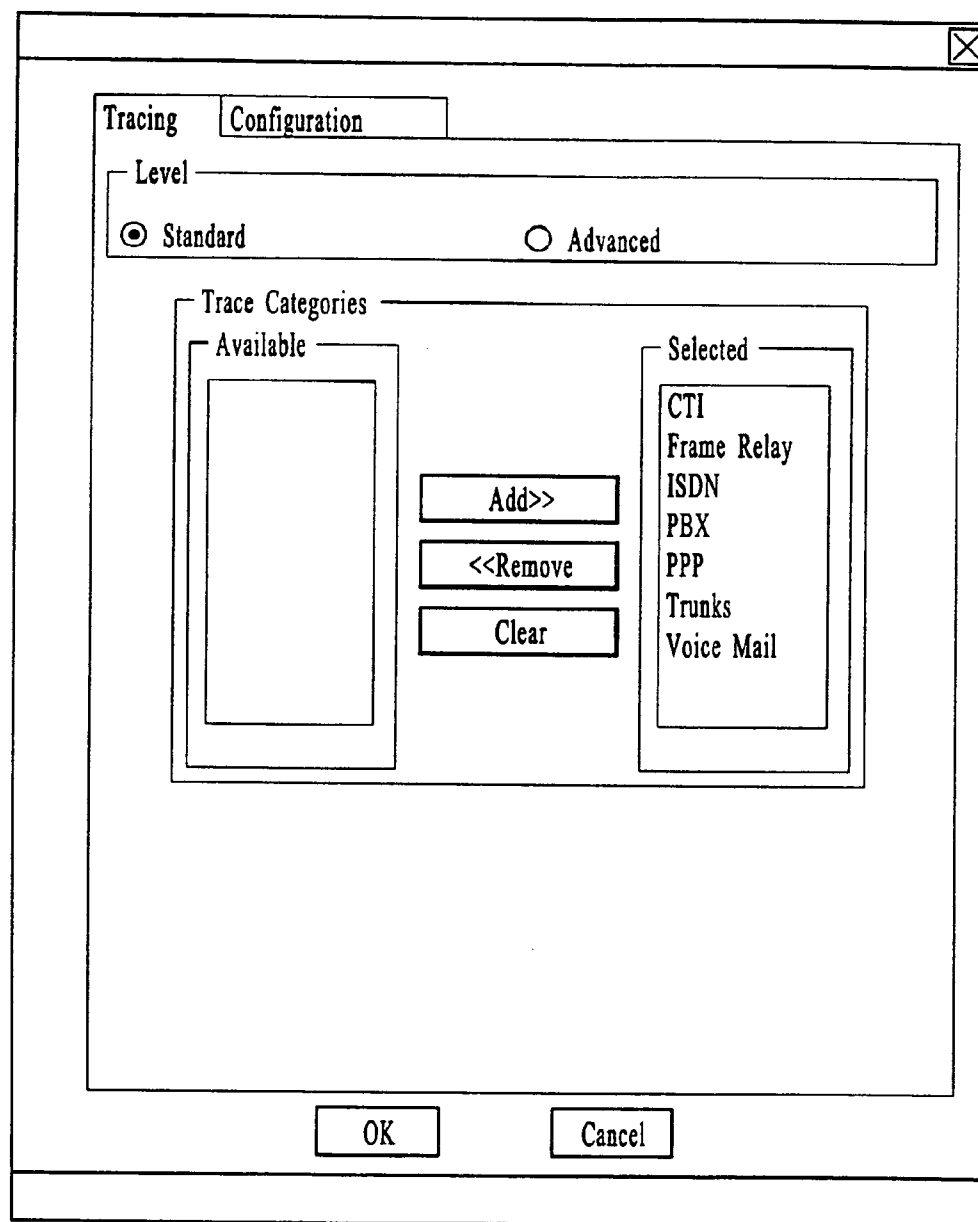 Tracing
Configuration
Level
Standard
Advanced
Trace Categories
Available
Selected
CTI
Frame Relay
ISDN
PBX
PPP
Trunks
Voice Mail
Add>>
<<Remove
Clear
OK
Cancel